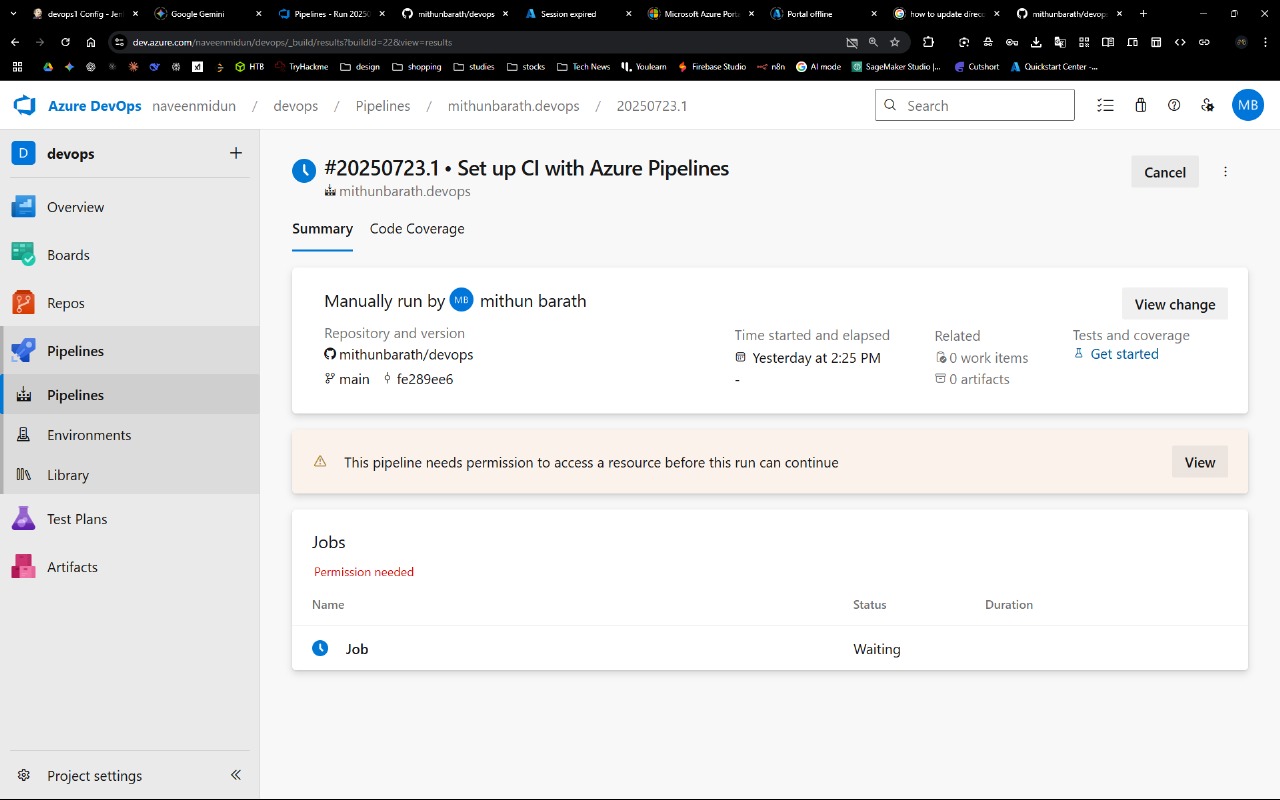 devops1 Config - Jen
Google Gemini
Pipelines - Run 20250
mithunbarath/devops
Session expired
Microsoft Azure Porta
Portal offline
how to update direc
mithunbarath/devops
dev.azure.com/naveenmidun/devops/_build/results?buildId=22&view=results
HTB
TryHackme
design
shopping
studies
stocks
Tech News
Youlearn
Firebase Studio
n8n
AI mode
SageMaker Studio |...
Cutshort
Quickstart Center -...
Azure DevOps naveenmidun / devops / Pipelines / mithunbarath.devops / 20250723.1
Search
MB
D devops
Overview
Boards
Repos
Pipelines
Pipelines
Environments
Library
Test Plans
Artifacts
Project settings
#20250723.1 • Set up CI with Azure Pipelines
mithunbarath.devops
Cancel
Summary Code Coverage
Manually run by MB mithun barath
View change
Repository and version
mithunbarath/devops
main fe289ee6
Time started and elapsed
Yesterday at 2:25 PM
-
Related
0 work items
0 artifacts
Tests and coverage
Get started
This pipeline needs permission to access a resource before this run can continue
View
Jobs
Permission needed
Name Status Duration
Job Waiting